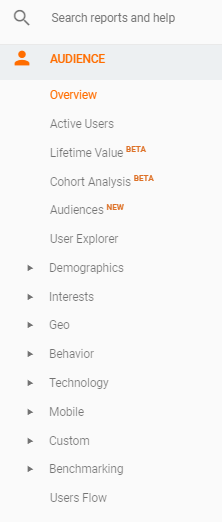 Search reports and help
AUDIENCE
Overview
Active Users
Lifetime Value BETA
Cohort Analysis BETA
Audiences NEW
User Explorer
Demographics
Interests
Geo
Behavior
Technology
Mobile
Custom
Benchmarking
Users Flow